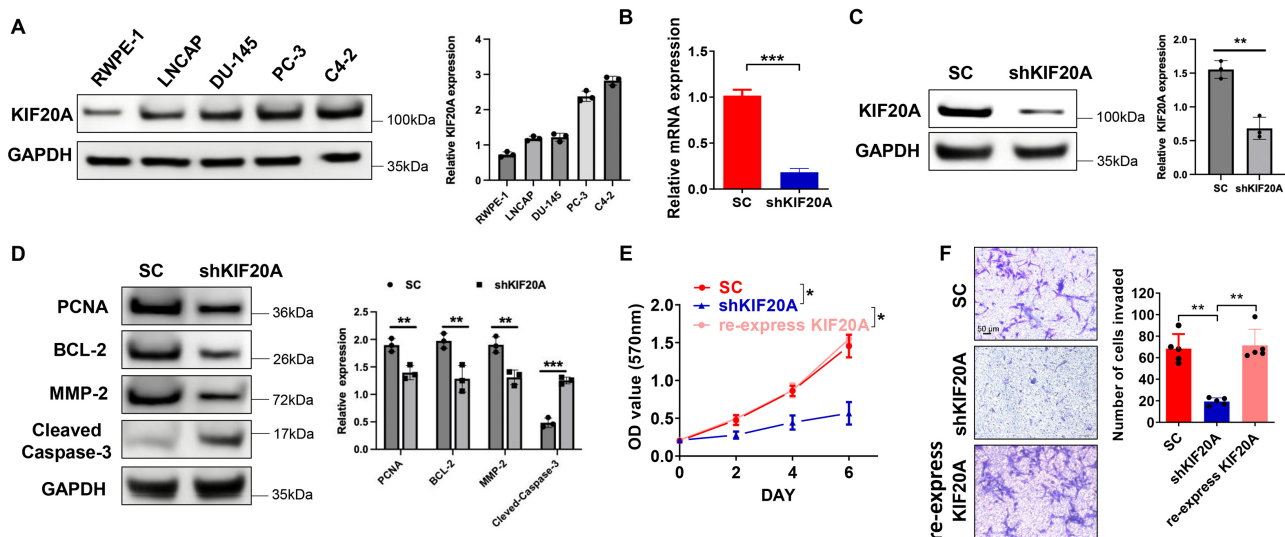 A
RWPE-1
LNCAP
DU-145
PC-3
C4-2
KIF20A
100kDa
GAPDH
35kDa
Relative KIF20A expression
4
3
2
1
0
RWPE-1
LNCAP
DU-145
PC-3
C4-2
B
Relative mRNA expression
1.5
1.0
0.5
0.0
***
SC
shKIF20A
C
SC
shKIF20A
KIF20A
100kDa
GAPDH
35kDa
Relative KIF20A expression
2.0
1.5
1.0
0.5
0.0
**
SC
shKIF20A
D
SC
shKIF20A
PCNA
36kDa
BCL-2
26kDa
MMP-2
72kDa
Cleaved
Caspase-3
17kDa
GAPDH
35kDa
SC
shKIF20A
Relative expression
2.5
2.0
1.5
1.0
0.5
0.0
**
**
**
***
PCNA
BCL-2
MMP-2
Cleved-Caspase-3
E
SC
shKIF20A
re-express KIF20A
*
*
OD value (570nm)
2.0
1.5
1.0
0.5
0.0
0
2
4
6
DAY
F
SC
50 μm
shKIF20A
re-express
KIF20A
Number of cells invaded
120
100
80
60
40
20
0
**
**
SC
shKIF20A
re-express KIF20A